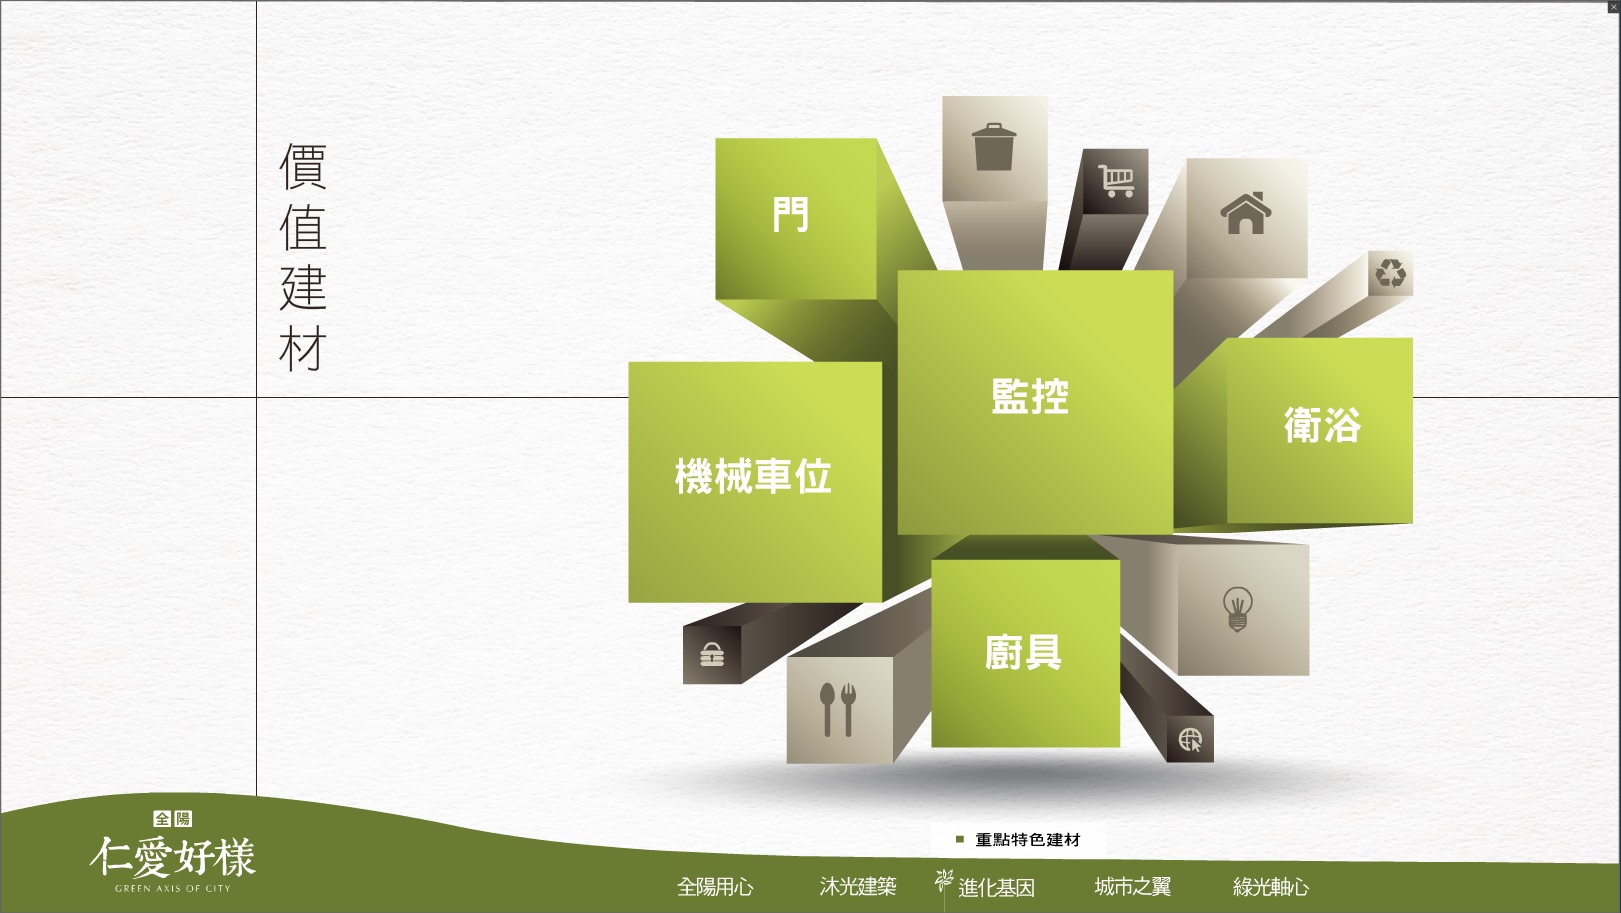 價值建材
門
監控
衛浴
機械車位
廚具
重點特色建材
全陽
仁愛好樣
GREEN AXIS OF CITY
全陽用心 沐光建築 進化基因 城市之翼 綠光軸心